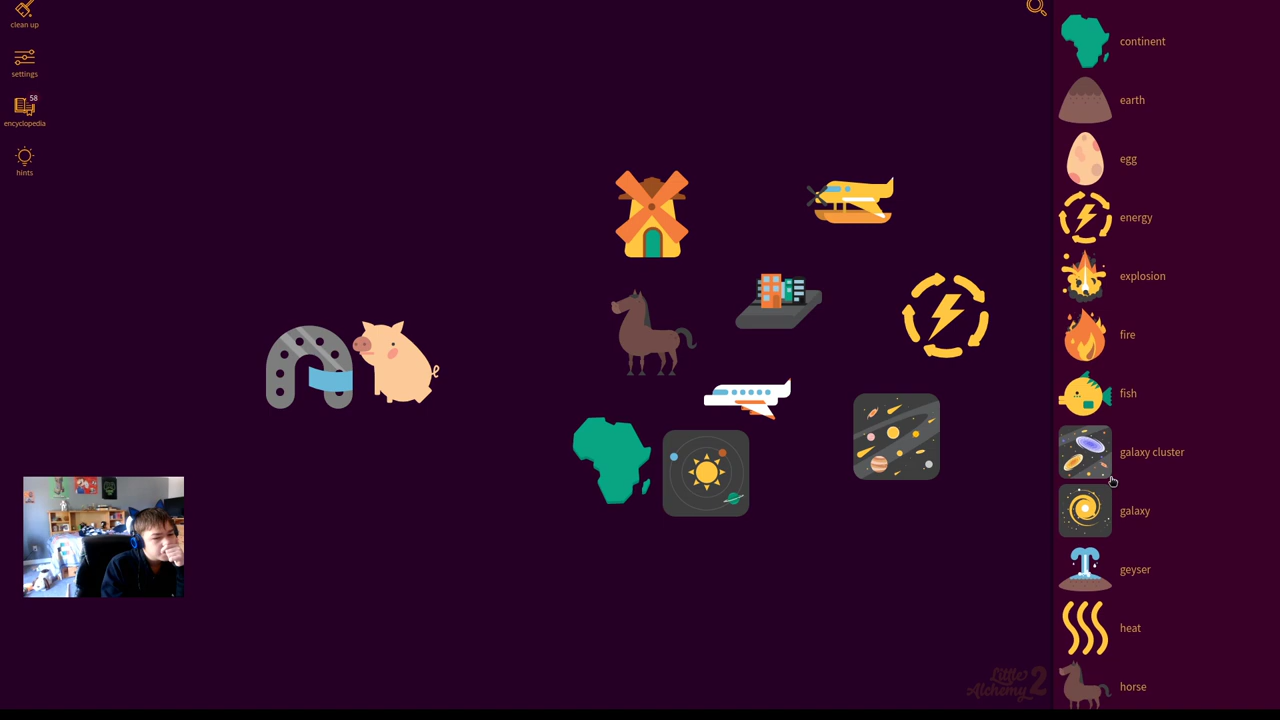 clean up
settings
58
encyclopedia
hints
continent
earth
egg
energy
explosion
fire
fish
galaxy cluster
galaxy
geyser
heat
horse
Little
Alchemy 2